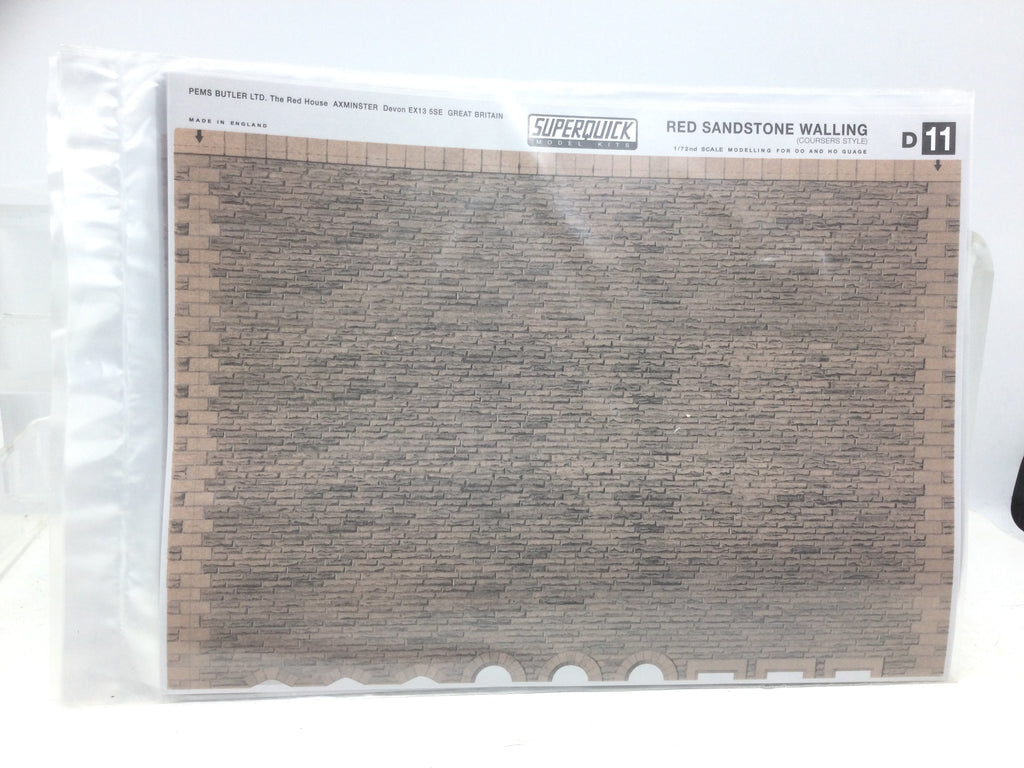 PEMS BUTLER LTD. The Red House AXMINSTER Devon EX13 5SE GREAT BRITAIN
MADE IN ENGLAND
SUPERQUICK
MODEL KITS
RED SANDSTONE WALLING
(COURSERS STYLE)
1/72nd SCALE MODELLING FOR OO AND HO GUAGE
D 11